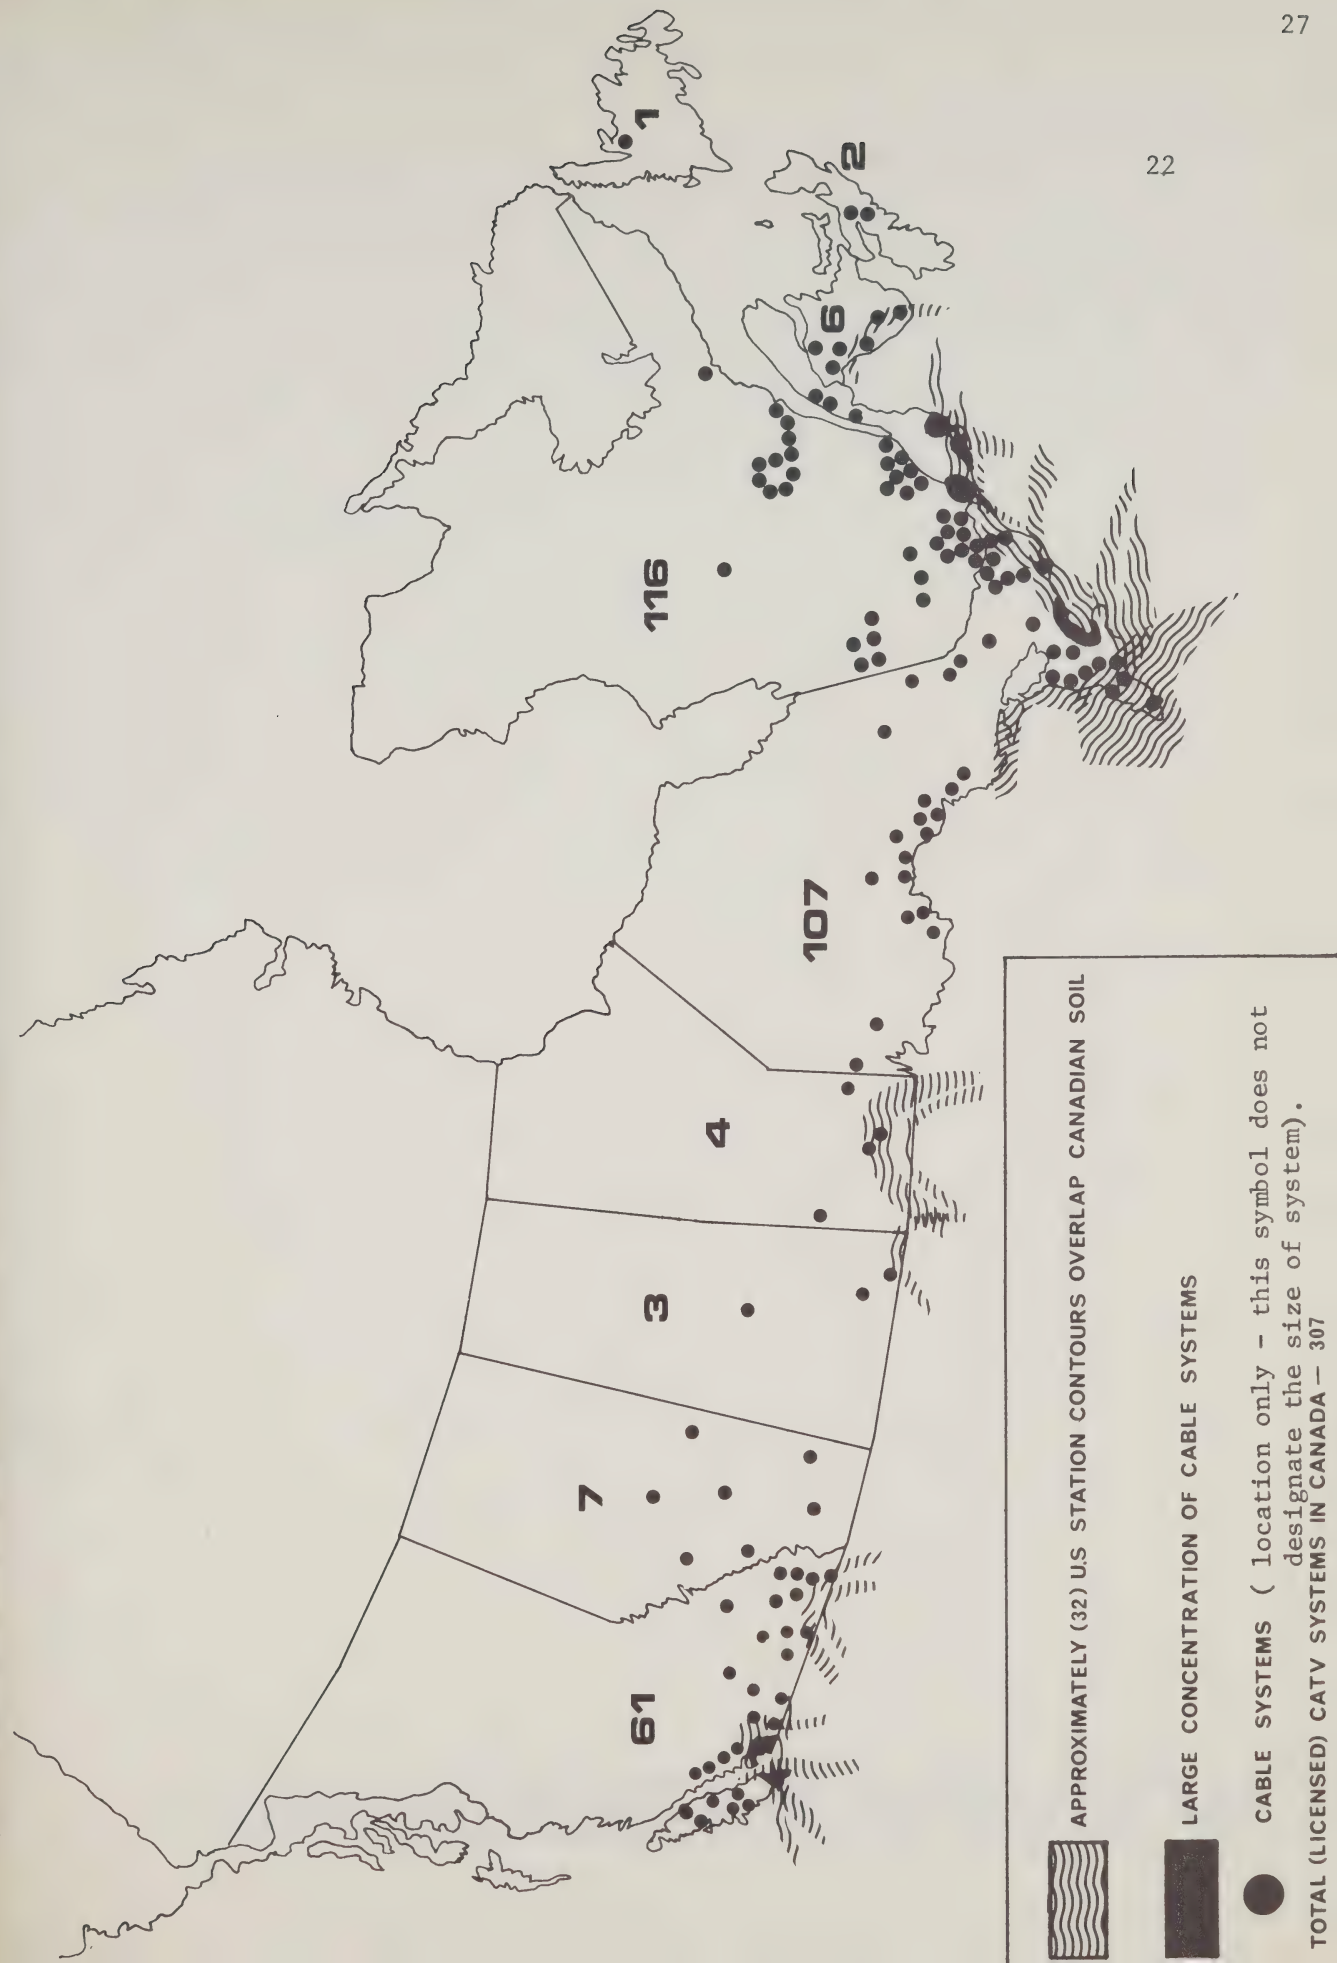 27
22
1
2
6
116
107
4
3
7
61
APPROXIMATELY (32) U.S STATION CONTOURS OVERLAP CANADIAN SOIL
LARGE CONCENTRATION OF CABLE SYSTEMS
CABLE SYSTEMS ( location only - this symbol does not
designate the size of system).
TOTAL (LICENSED) CATV SYSTEMS IN CANADA — 307